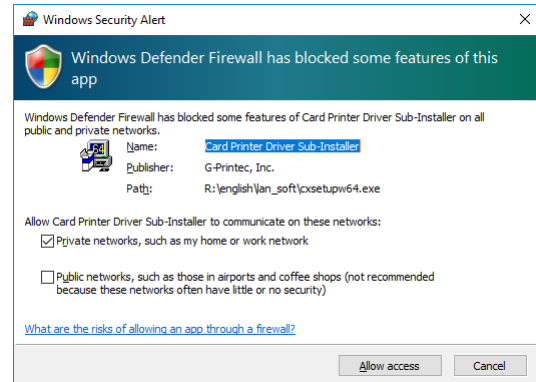 Windows Security Alert
Windows Defender Firewall has blocked some features of this
app
Windows Defender Firewall has blocked some features of Card Printer Driver Sub-Installer on all
public and private networks.
64
Name: Card Printer Driver Sub-Installer
Publisher: G-Printec, Inc.
Path: R:\english\lan_soft\cxsetupw64.exe
Allow Card Printer Driver Sub-Installer to communicate on these networks:
Private networks, such as my home or work network
Public networks, such as those in airports and coffee shops (not recommended
because these networks often have little or no security)
What are the risks of allowing an app through a firewall?
Allow access Cancel